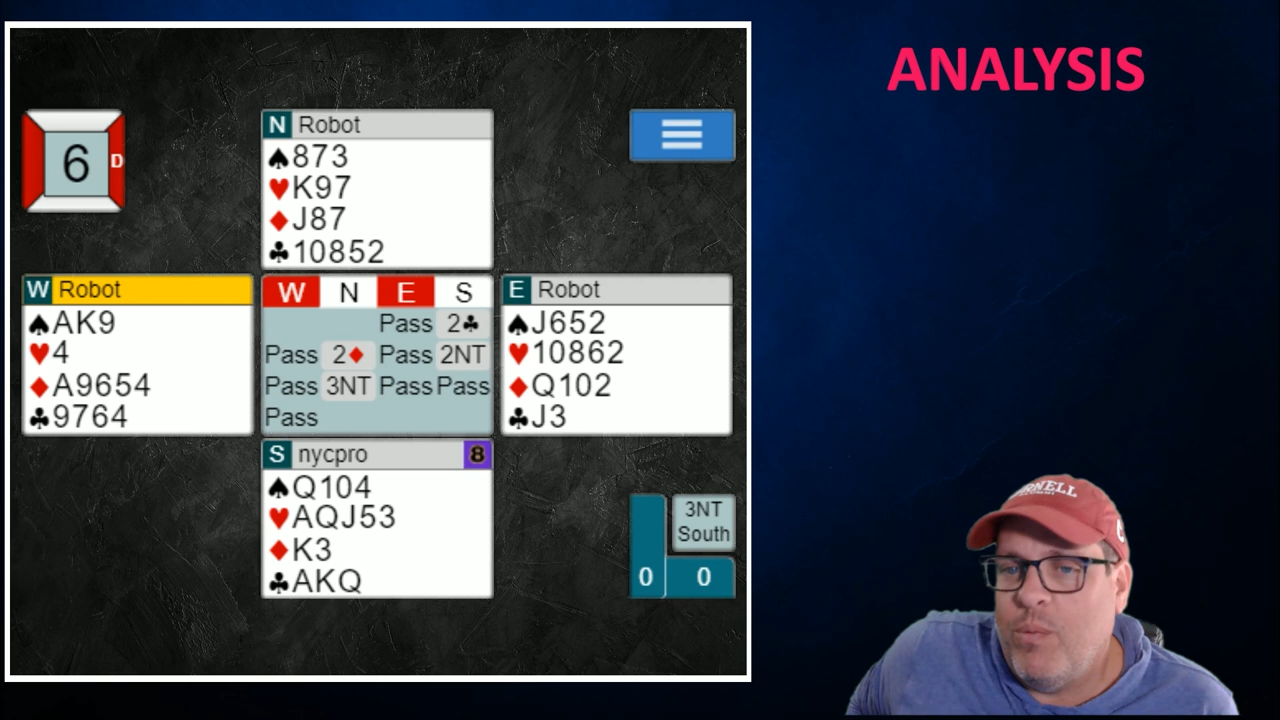 ANALYSIS
6
D
N Robot
♠873
♥K97
♦J87
♣10852
W Robot
♠AK9
♥4
♦A9654
♣9764
W N E S
Pass 2♣
Pass 2♦ Pass 2NT
Pass 3NT Pass Pass
Pass
E Robot
♠J652
♥10862
♦Q102
♣J3
S nycpro 8
♠Q104
♥AQJ53
♦K3
♣AKQ
3NT
South
0 0